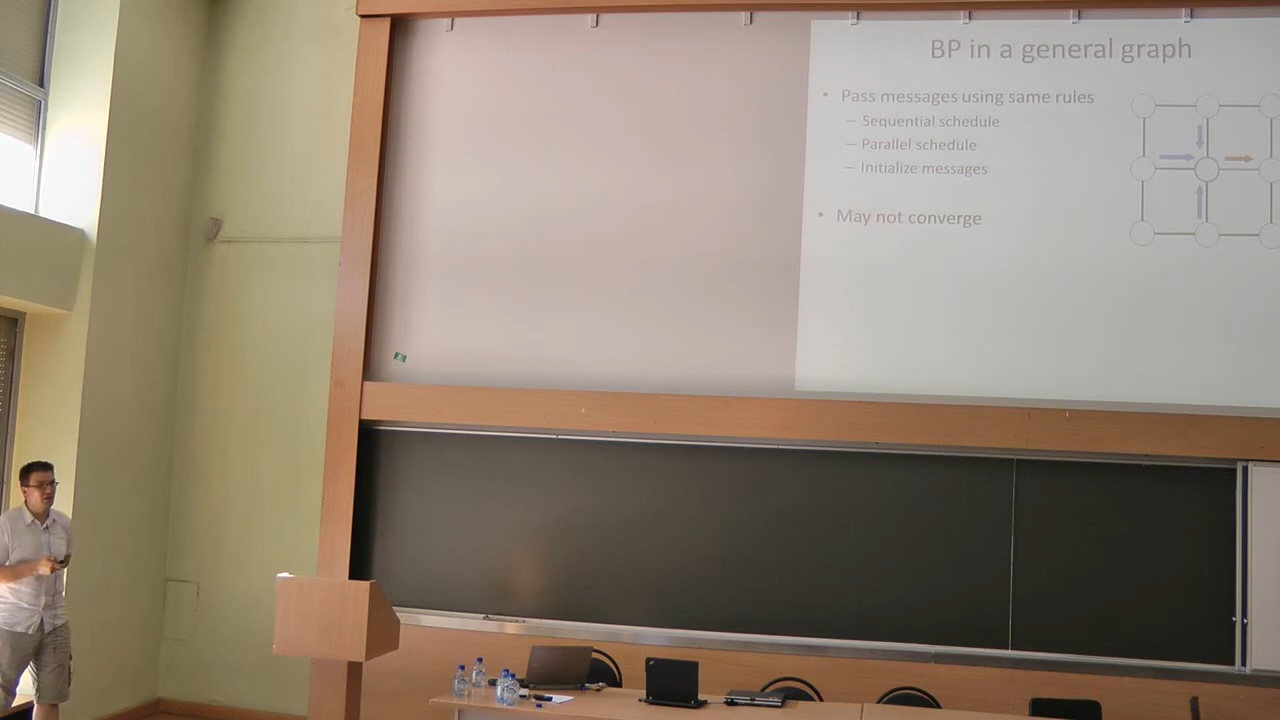 BP in a general graph
• Pass messages using same rules
– Sequential schedule
– Parallel schedule
– Initialize messages
• May not converge